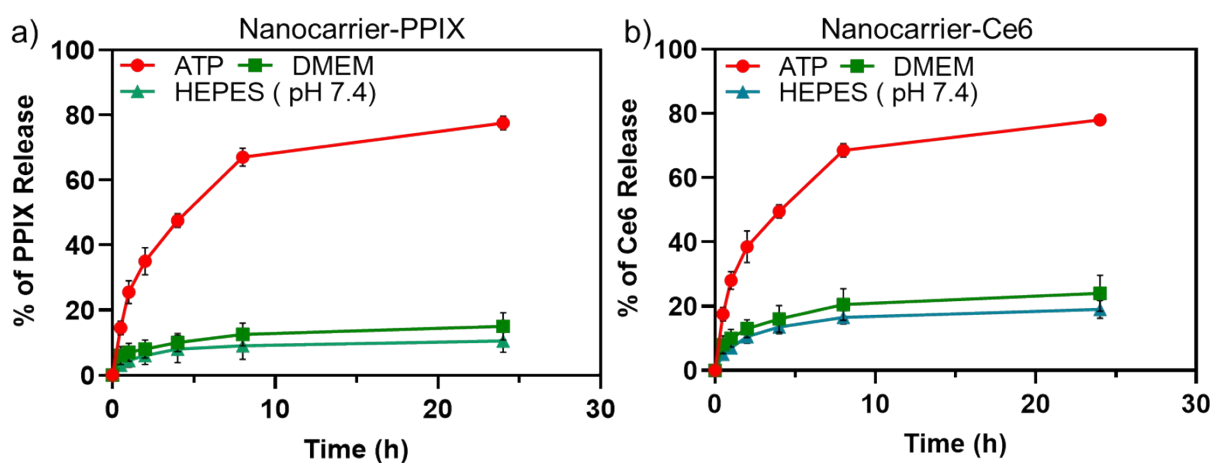 a)
Nanocarrier-PPIX
ATP
DMEM
HEPES ( pH 7.4)
% of PPIX Release
100
80
60
40
20
0
0
10
20
30
Time (h)
b)
Nanocarrier-Ce6
ATP
DMEM
HEPES ( pH 7.4)
% of Ce6 Release
100
80
60
40
20
0
0
10
20
30
Time (h)